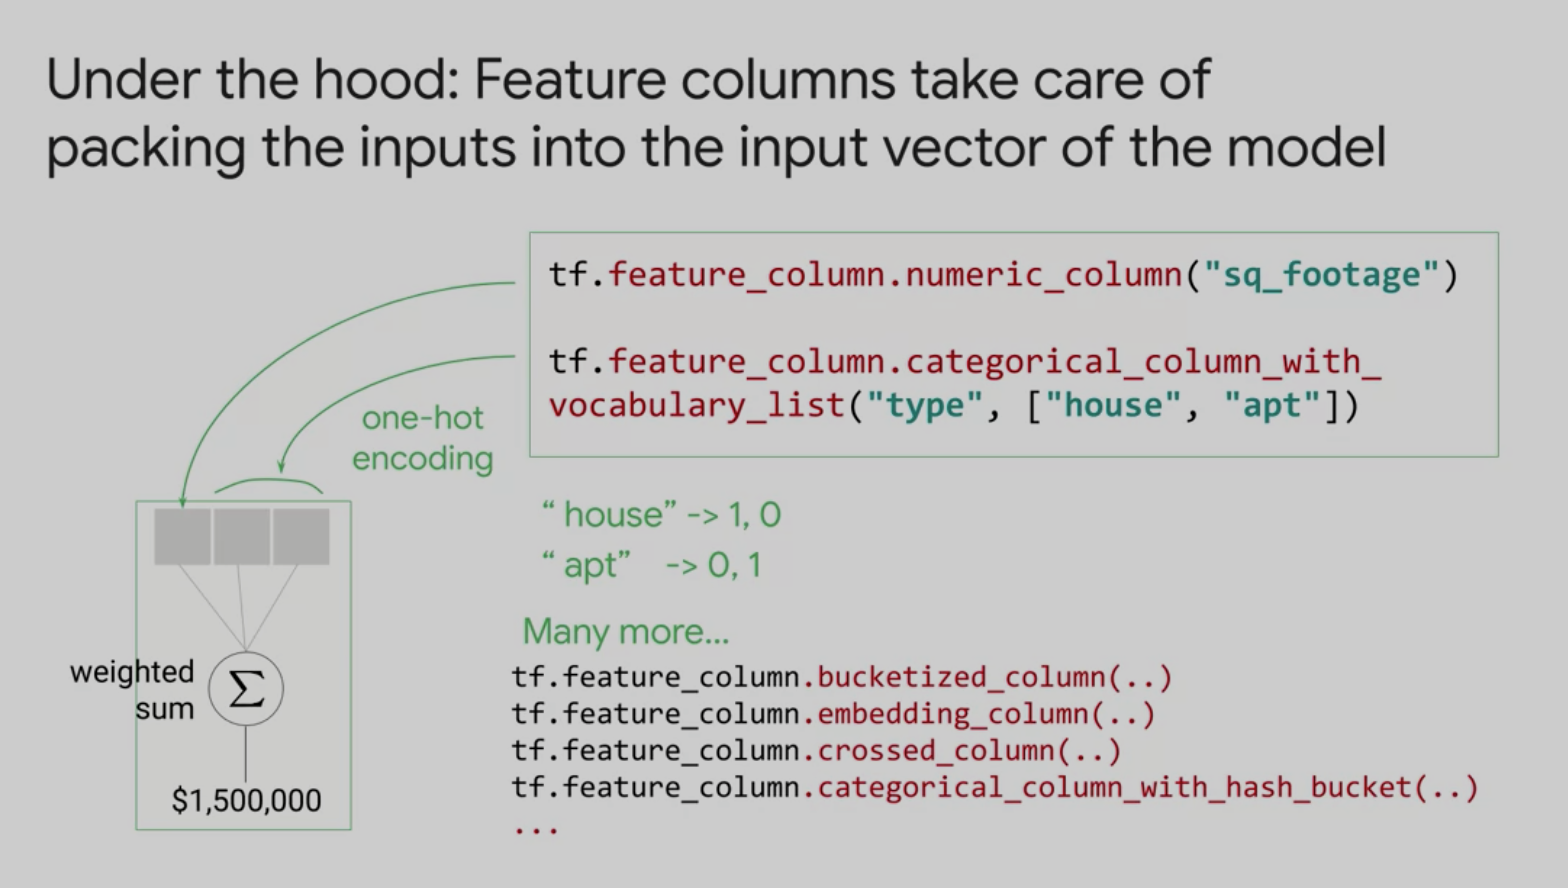 Under the hood: Feature columns take care of
packing the inputs into the input vector of the model
tf.feature_column.numeric_column("sq_footage")
tf.feature_column.categorical_column_with_
vocabulary_list("type", ["house", "apt"])
one-hot
encoding
“ house” -> 1, 0
“ apt” -> 0, 1
weighted
sum
Σ
$1,500,000
Many more...
tf.feature_column.bucketized_column(..)
tf.feature_column.embedding_column(..)
tf.feature_column.crossed_column(..)
tf.feature_column.categorical_column_with_hash_bucket(..)
...